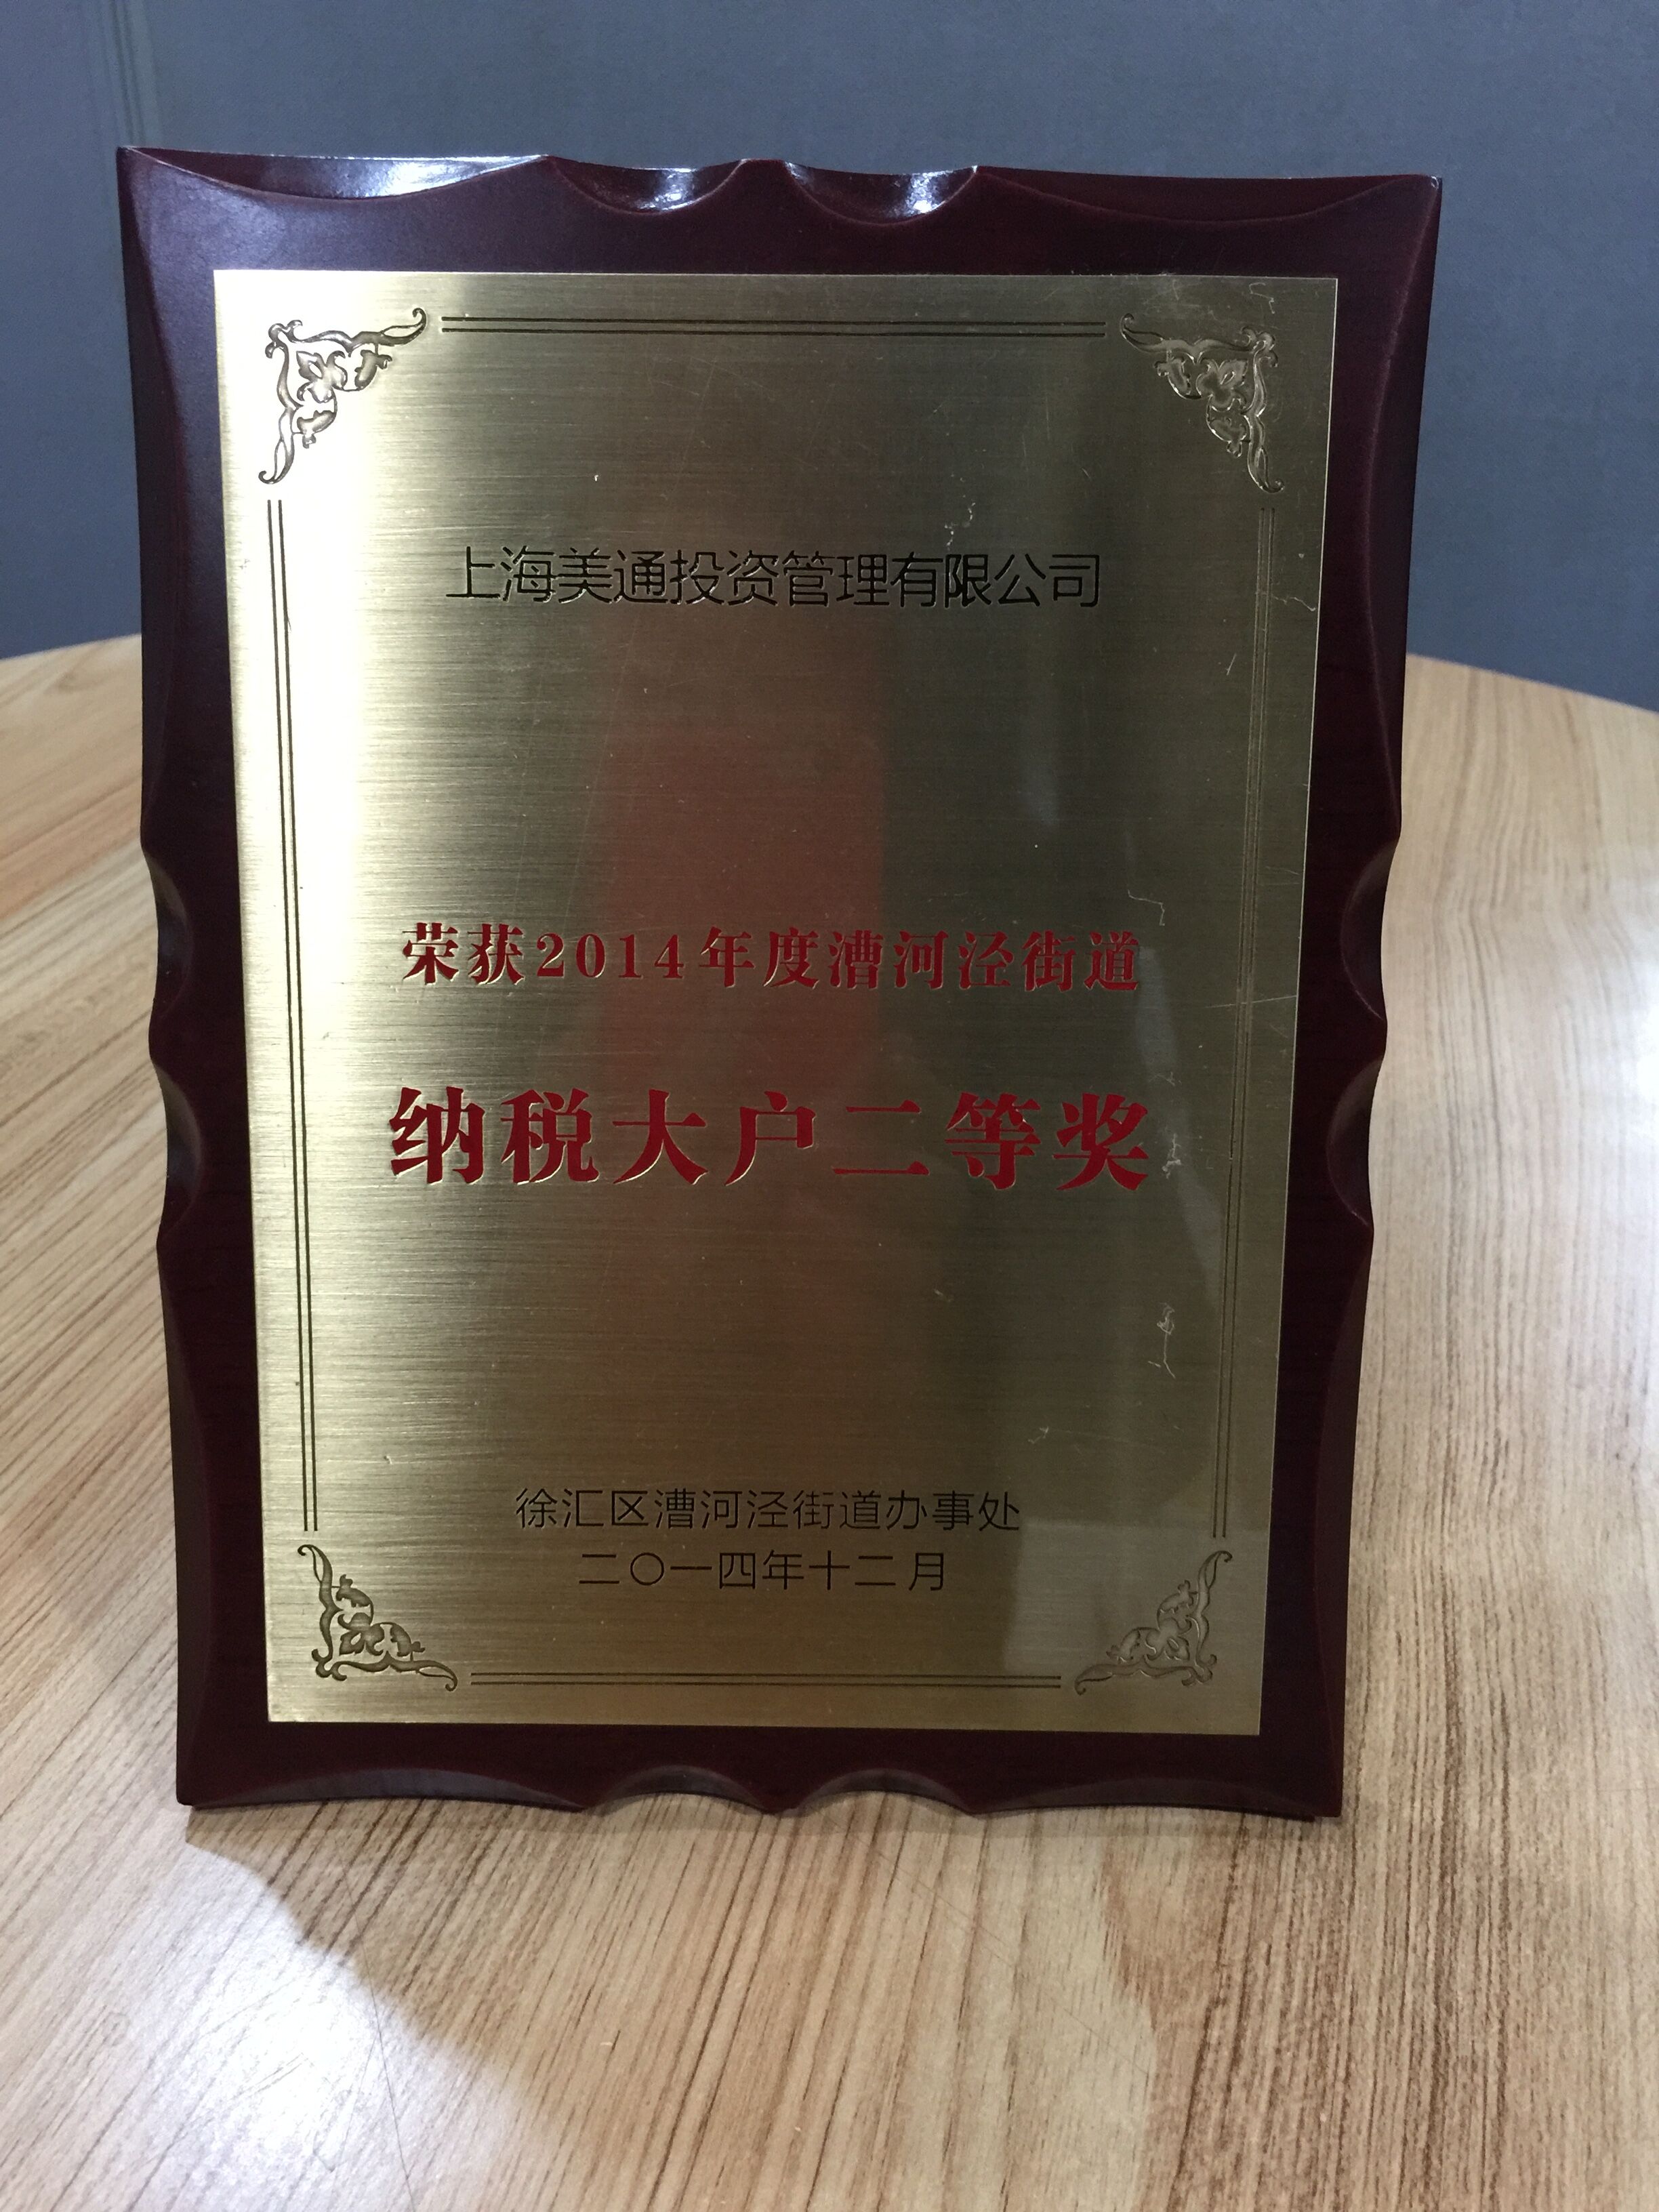 上海美通投资管理有限公司
荣获2014年度漕河泾街道
纳税大户二等奖
徐汇区漕河泾街道办事处
二〇一四年十二月